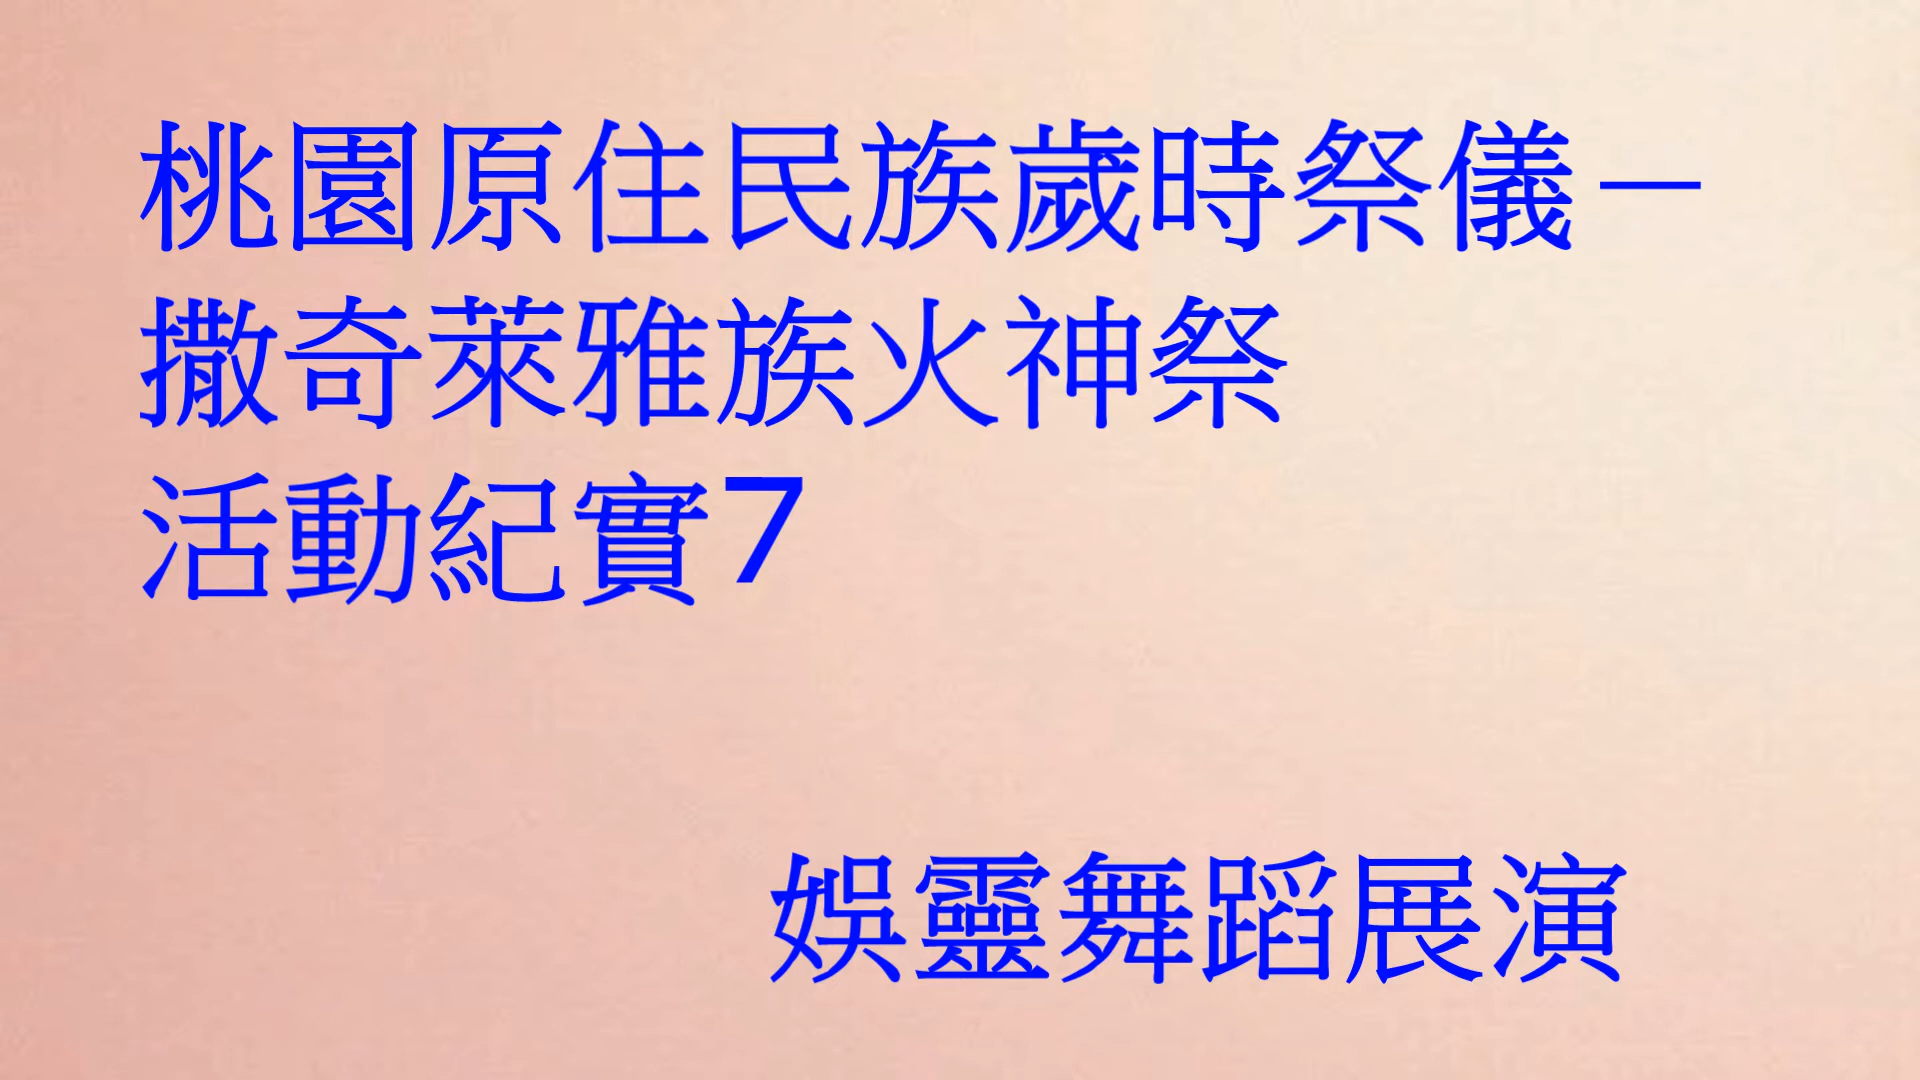 桃園原住民族歲時祭儀－
撒奇萊雅族火神祭
活動紀實7
娛靈舞蹈展演